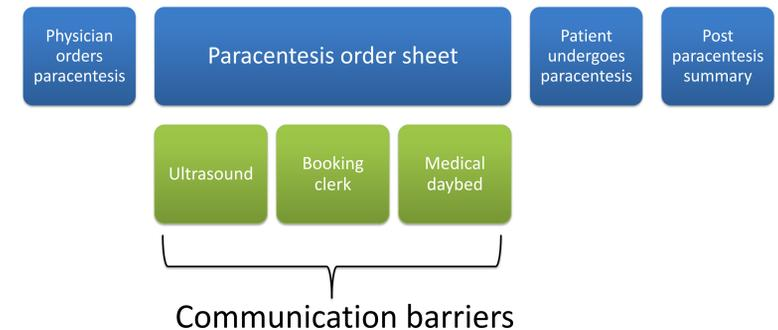 Physician
orders
paracentesis
Paracentesis order sheet
Patient
undergoes
paracentesis
Post
paracentesis
summary
Ultrasound
Booking
clerk
Medical
daybed
Communication barriers